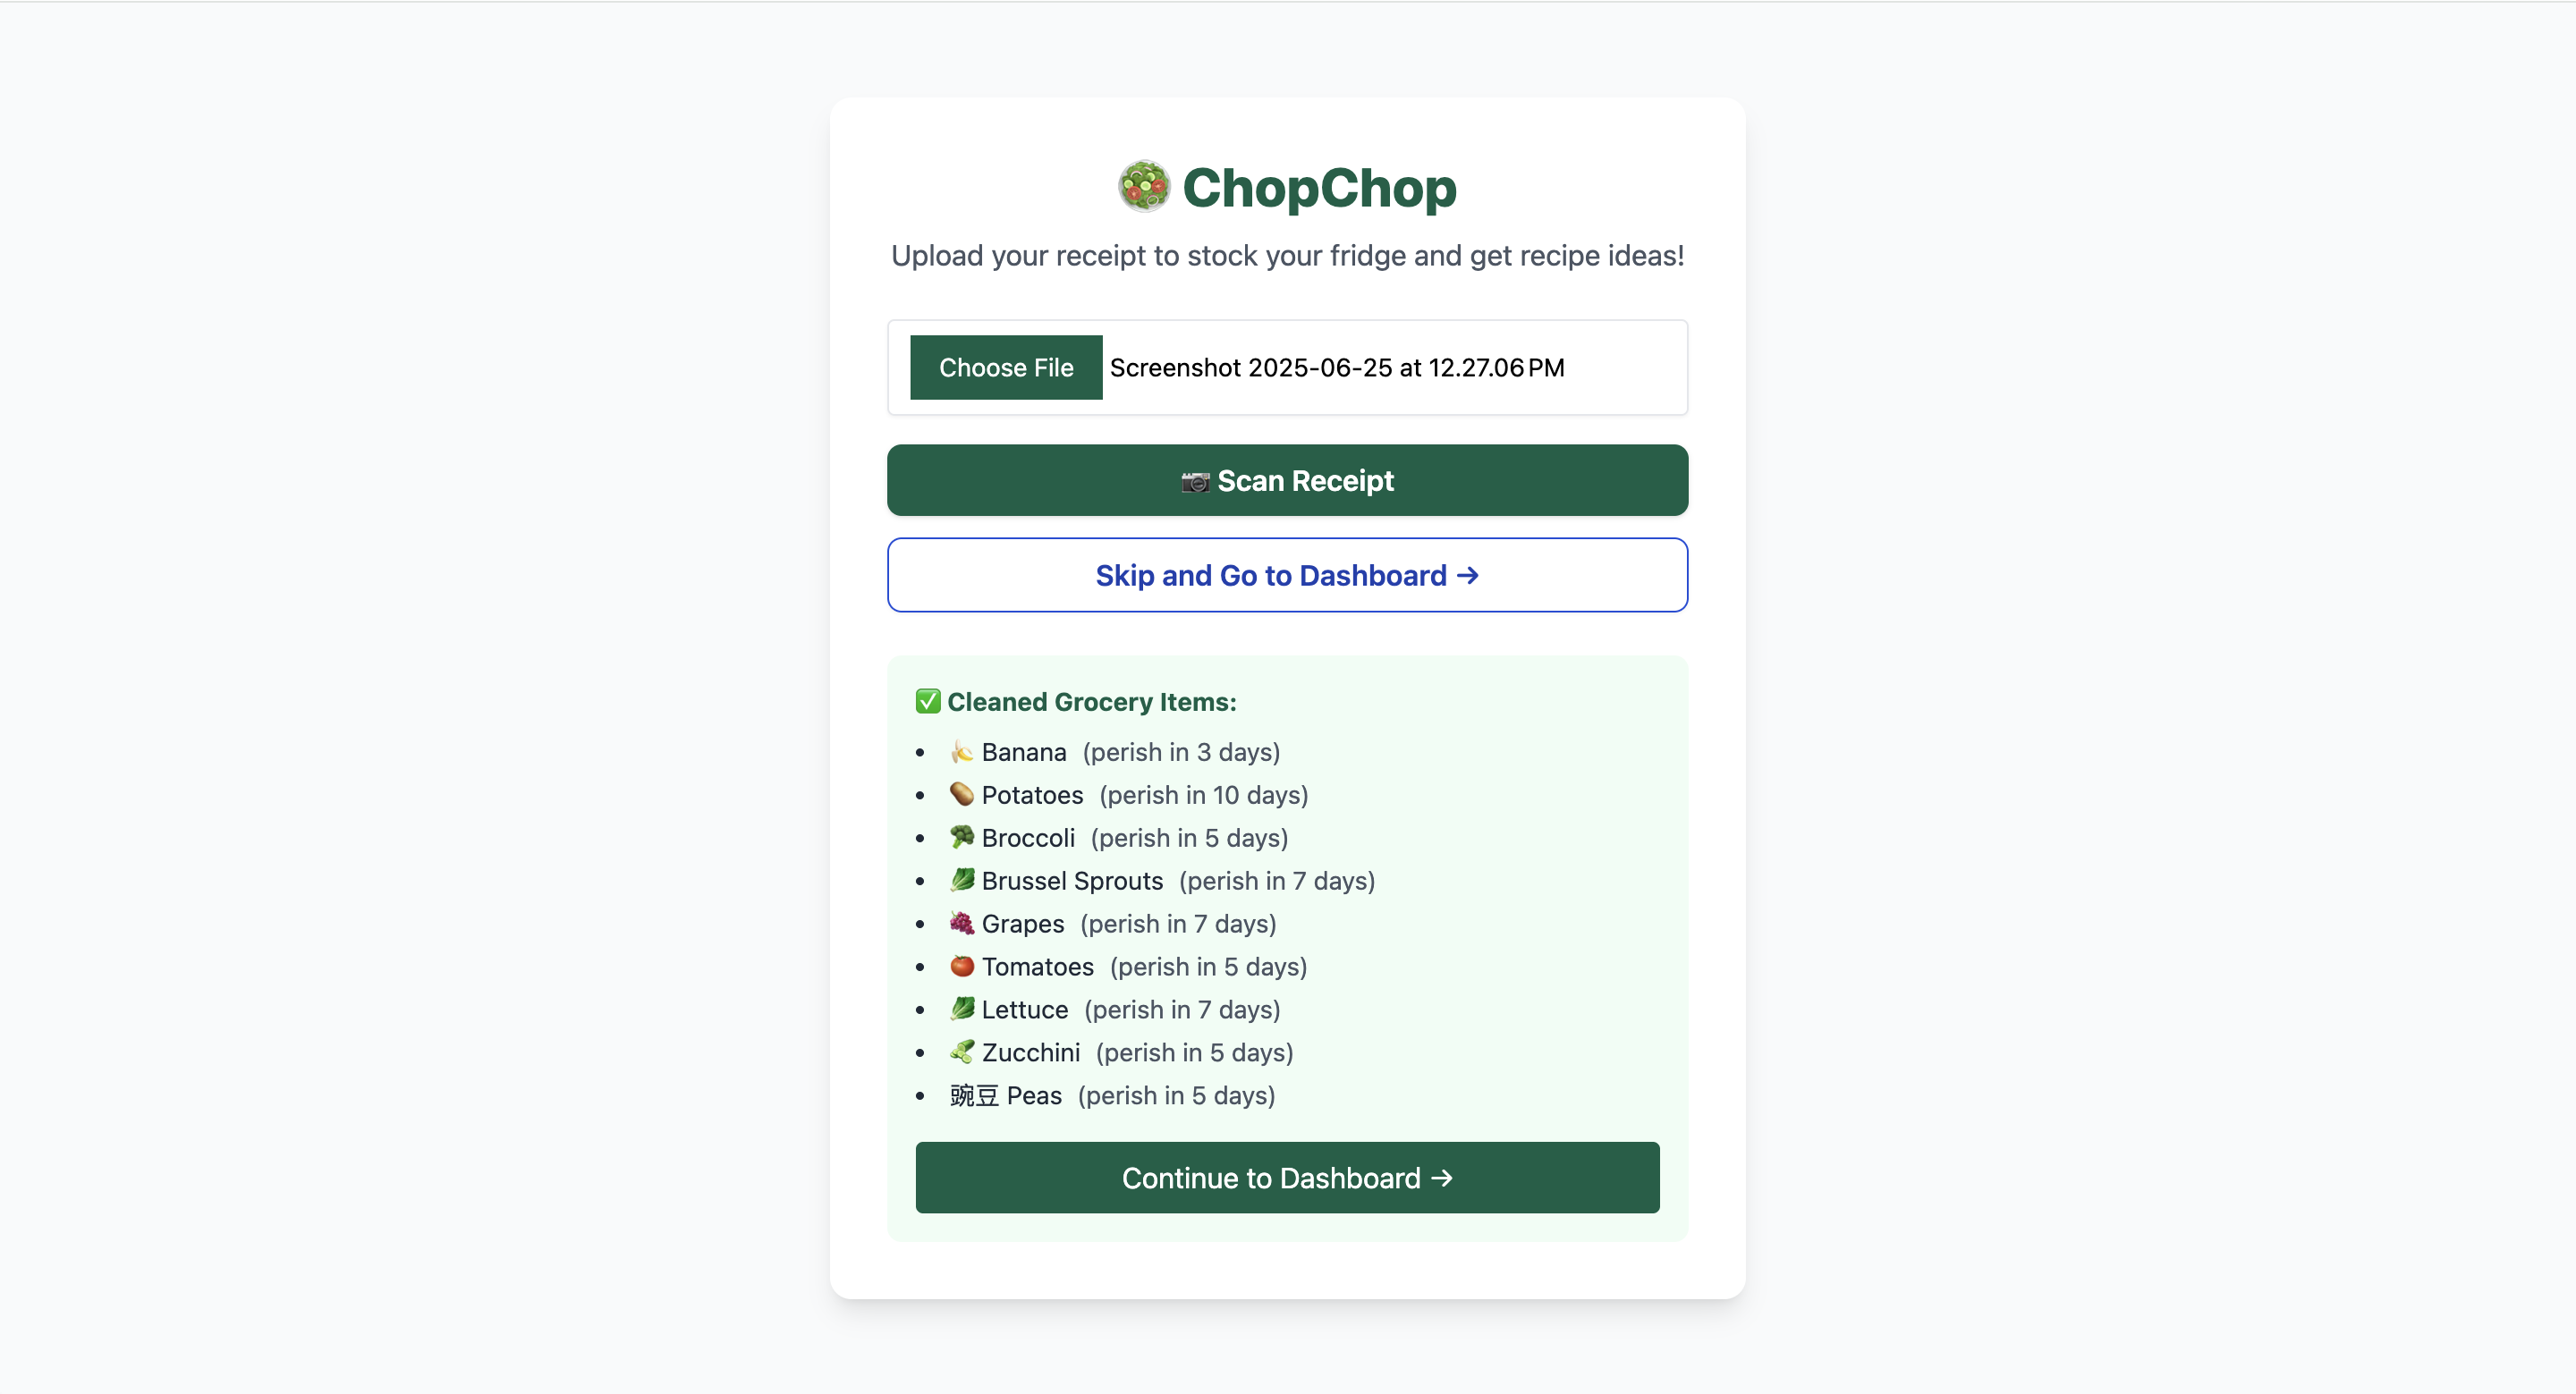 🥗 ChopChop
Upload your receipt to stock your fridge and get recipe ideas!
Choose File Screenshot 2025-06-25 at 12.27.06 PM
📷 Scan Receipt
Skip and Go to Dashboard →
✅ Cleaned Grocery Items:
• 🍌 Banana (perish in 3 days)
• 🥔 Potatoes (perish in 10 days)
• 🥦 Broccoli (perish in 5 days)
• 🥬 Brussel Sprouts (perish in 7 days)
• 🍇 Grapes (perish in 7 days)
• 🍅 Tomatoes (perish in 5 days)
• 🥬 Lettuce (perish in 7 days)
• 🥒 Zucchini (perish in 5 days)
• 豌豆 Peas (perish in 5 days)
Continue to Dashboard →